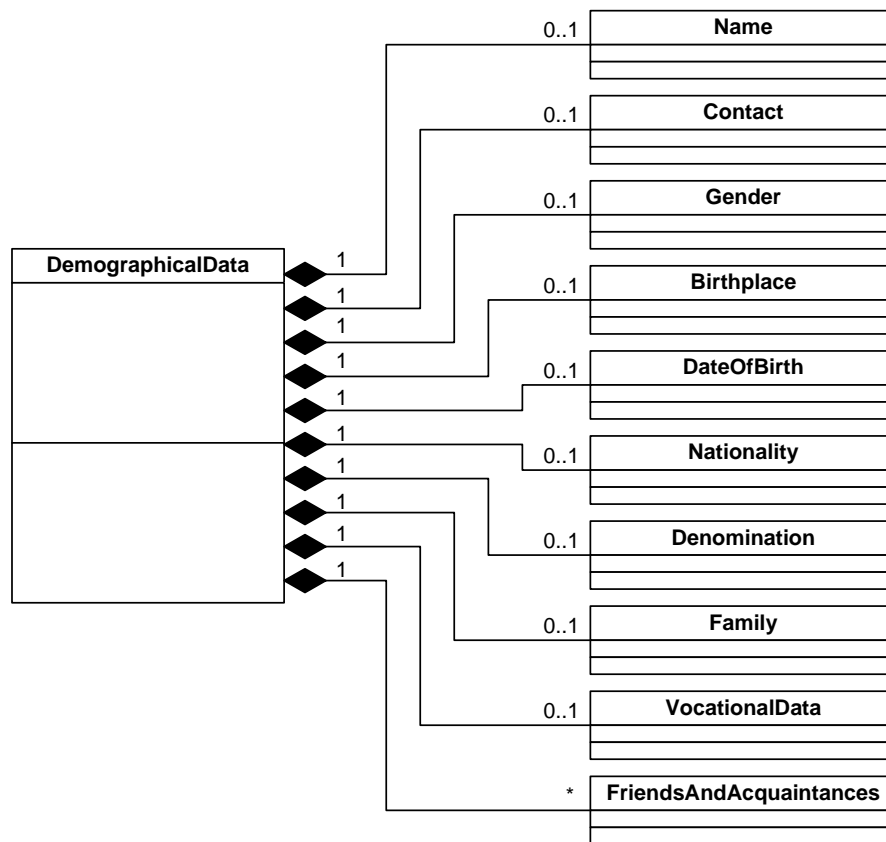 0..1
Name
0..1
Contact
0..1
Gender
DemographicalData
1
0..1
Birthplace
1
1
1
0..1
DateOfBirth
1
1
0..1
Nationality
1
1
0..1
Denomination
1
1
0..1
Family
0..1
VocationalData
*
FriendsAndAcquaintances